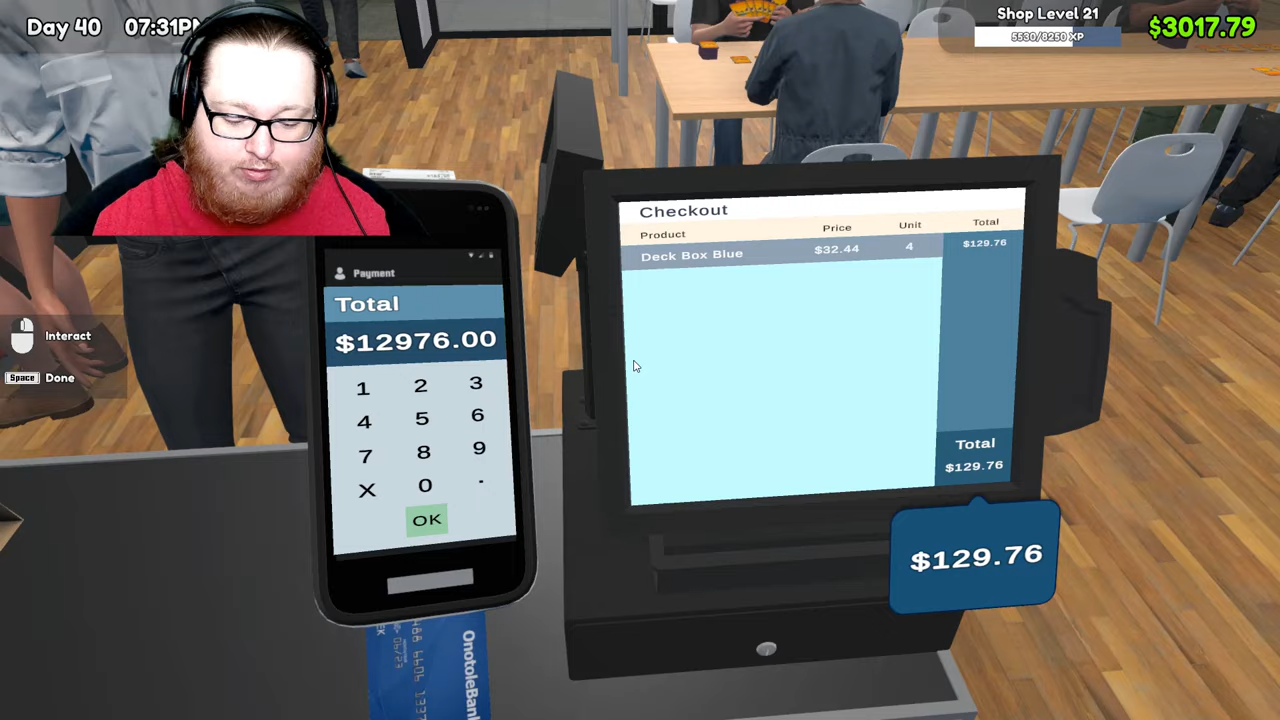 Day 40 07:31PM
Shop Level 21
5530/8250 XP
$3017.79
Interact
Space Done
Payment
Total
$12976.00
1 2 3
4 5 6
7 8 9
X 0 .
OK
Checkout
Product Price Unit Total
Deck Box Blue $32.44 4 $129.76
Total
$129.76
$129.76
OnotoleBank